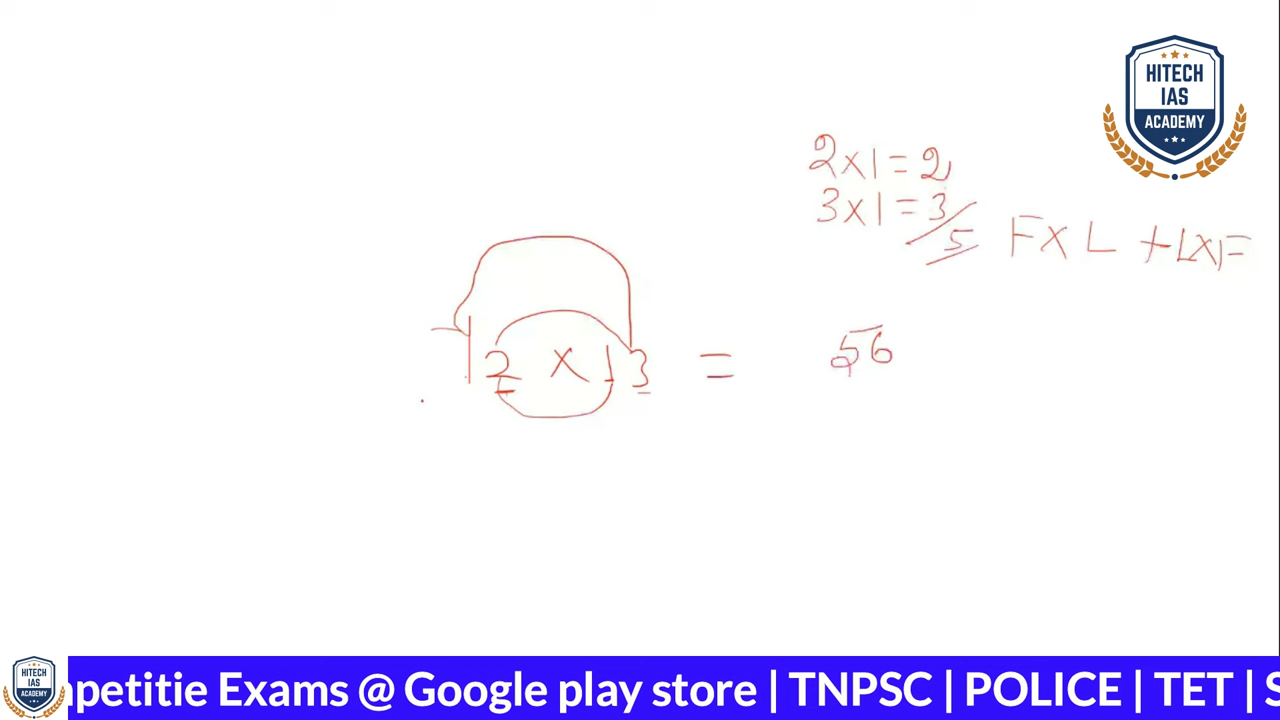 HITECH
IAS
ACADEMY
2x1=2
3x1=3
5
FXL +LXF
12 x 13 = 56
HITECH
IAS
ACADEMY
mpetitie Exams @ Google play store | TNPSC | POLICE | TET | S